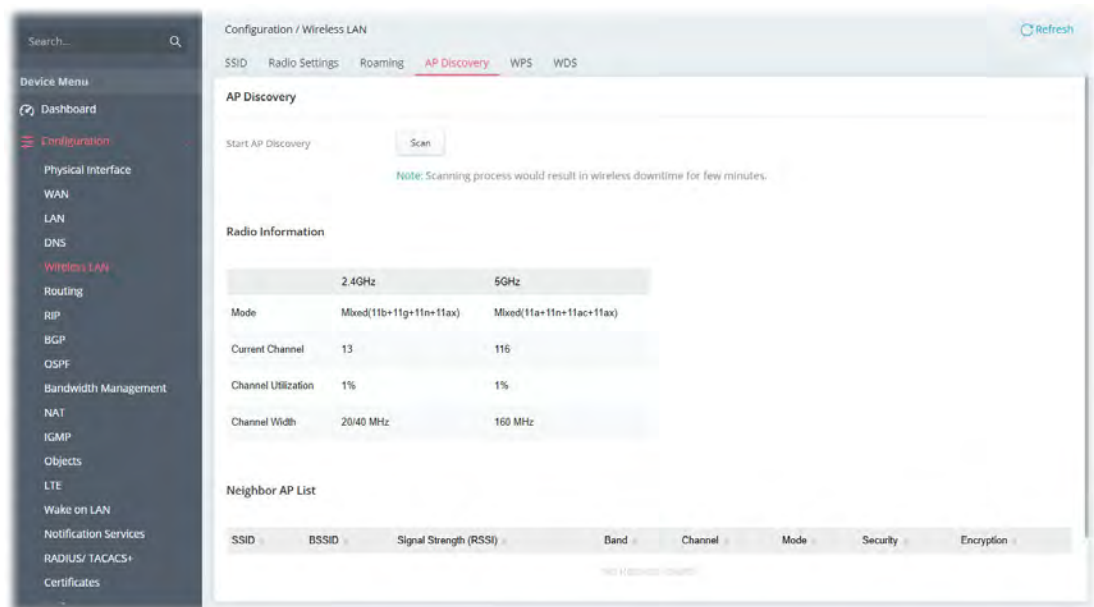 Search...
Device Menu
Dashboard
Configuration
Physical Interface
WAN
LAN
DNS
Wireless LAN
Routing
RIP
BGP
OSPF
Bandwidth Management
NAT
IGMP
Objects
LTE
Wake on LAN
Notification Services
RADIUS/ TACACS+
Certificates
Configuration / Wireless LAN
Refresh
SSID Radio Settings Roaming AP Discovery WPS WDS
AP Discovery
Start AP Discovery Scan
Note: Scanning process would result in wireless downtime for few minutes.
Radio Information
2.4GHz 5GHz
Mode Mixed(11b+11g+11n+11ax) Mixed(11a+11n+11ac+11ax)
Current Channel 13 116
Channel Utilization 1% 1%
Channel Width 20/40 MHz 160 MHz
Neighbor AP List
SSID BSSID Signal Strength (RSSI) Band Channel Mode Security Encryption